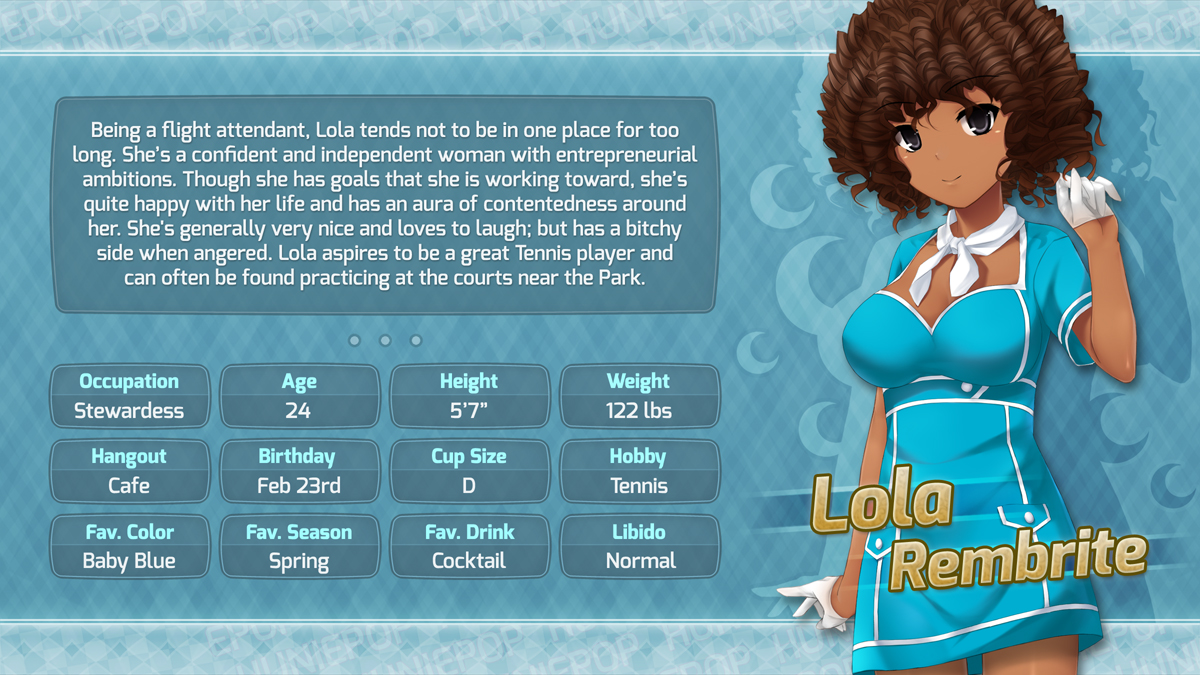 HUNIEPOP
Being a flight attendant, Lola tends not to be in one place for too
long. She's a confident and independent woman with entrepreneurial
ambitions. Though she has goals that she is working toward, she's
quite happy with her life and has an aura of contentedness around
her. She's generally very nice and loves to laugh; but has a bitchy
side when angered. Lola aspires to be a great Tennis player and
can often be found practicing at the courts near the Park.
Occupation
Stewardess
Age
24
Height
5'7"
Weight
122 lbs
Hangout
Cafe
Birthday
Feb 23rd
Cup Size
D
Hobby
Tennis
Fav. Color
Baby Blue
Fav. Season
Spring
Fav. Drink
Cocktail
Libido
Normal
Lola
Rembrite
HUNIEPOP